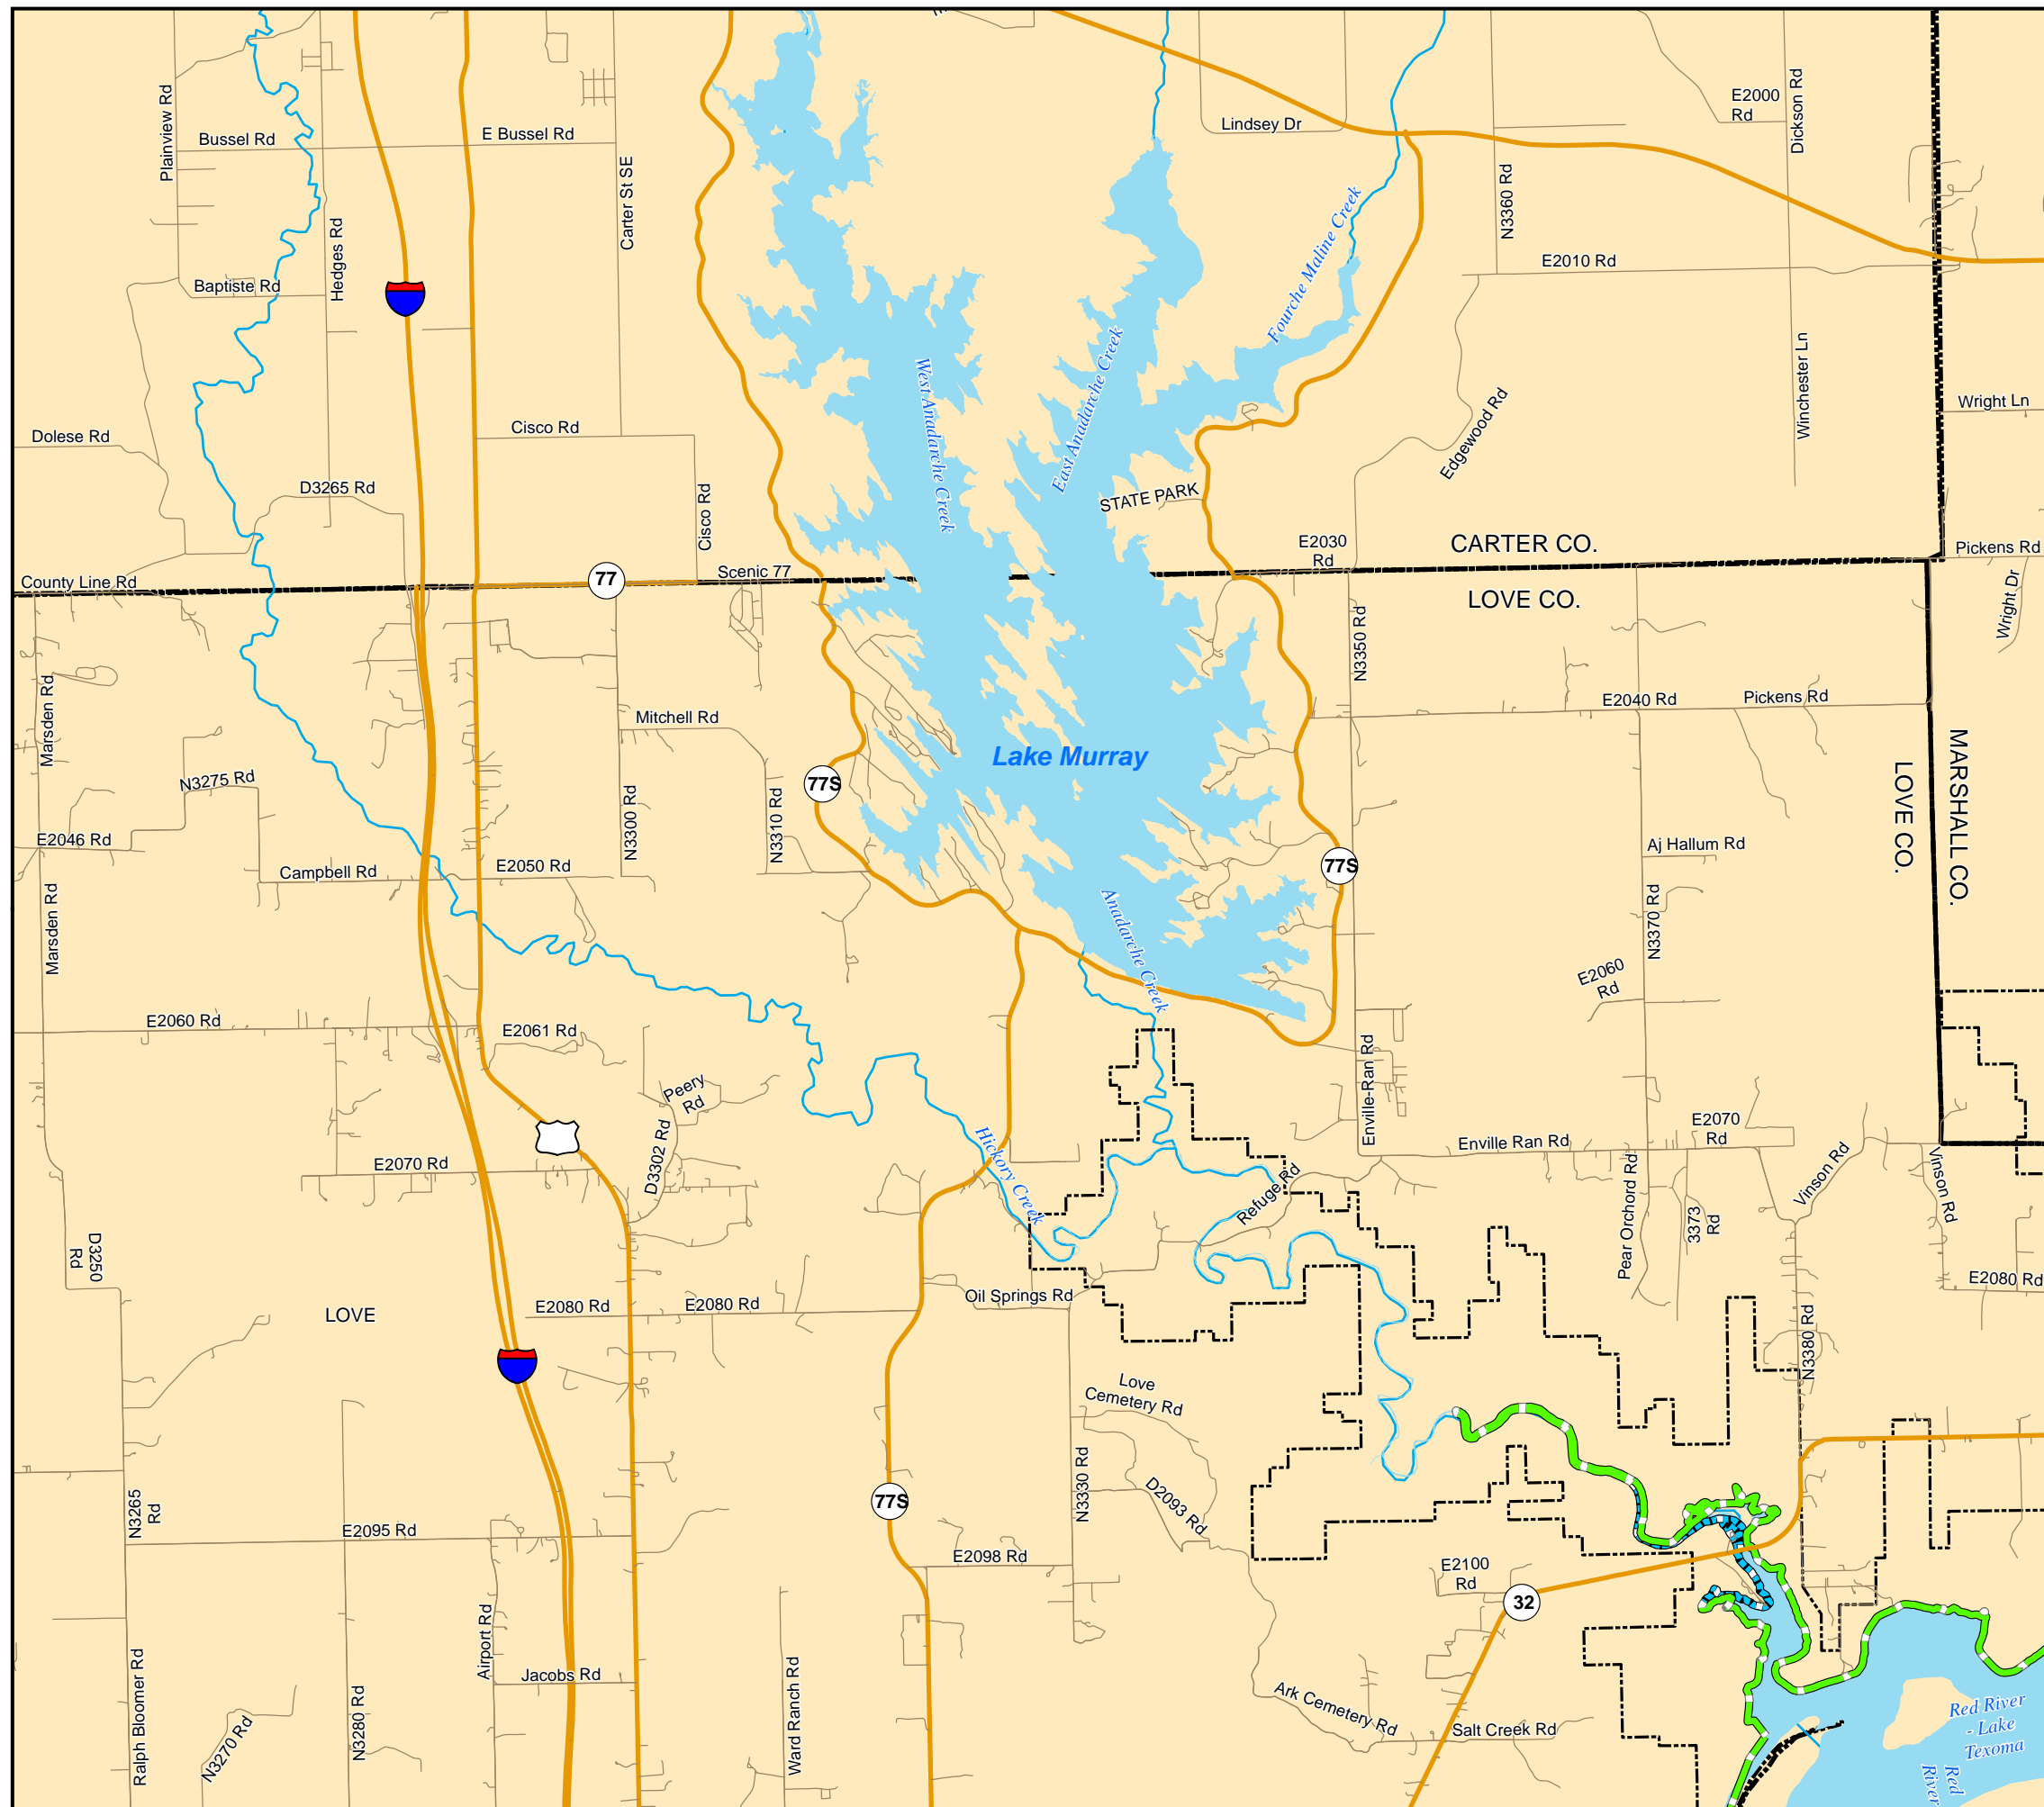 Plainview Rd
Bussel Rd
E Bussel Rd
Carter St SE
Hedges Rd
Baptiste Rd
Lindsey Dr
E2000
Rd
Dickson Rd
N3360 Rd
E2010 Rd
Fourche Maline Creek
West Anadarche Creek
East Anadarche Creek
Winchester Ln
Wright Ln
Edgewood Rd
Dolese Rd
Cisco Rd
D3265 Rd
Cisco Rd
STATE PARK
E2030
Rd
CARTER CO.
Pickens Rd
County Line Rd
77
Scenic 77
LOVE CO.
Wright Dr
N3350 Rd
Marsden Rd
Mitchell Rd
E2040 Rd
Pickens Rd
Lake Murray
77S
N3275 Rd
N3300 Rd
N3310 Rd
MARSHALL CO.
LOVE CO.
E2046 Rd
Campbell Rd
E2050 Rd
77S
Aj Hallum Rd
Marsden Rd
Anadarche Creek
N3370 Rd
E2060
Rd
E2060 Rd
E2061 Rd
Peery
Rd
Enville-Ran Rd
D3302 Rd
Hickory Creek
E2070 Rd
Enville Ran Rd
E2070
Rd
Refuge Rd
Pear Orchord Rd
3373
Rd
Vinson Rd
Vinson Rd
D3250
Rd
E2080 Rd
E2080 Rd
E2080 Rd
Oil Springs Rd
LOVE
N3380 Rd
Love
Cemetery Rd
N3265
Rd
77S
N3330 Rd
D2093 Rd
E2095 Rd
E2098 Rd
E2100
Rd
32
Airport Rd
Jacobs Rd
Ralph Bloomer Rd
N3270 Rd
N3280 Rd
Ward Ranch Rd
Ark Cemetery Rd
Salt Creek Rd
Red River
- Lake
Texoma
Red
River